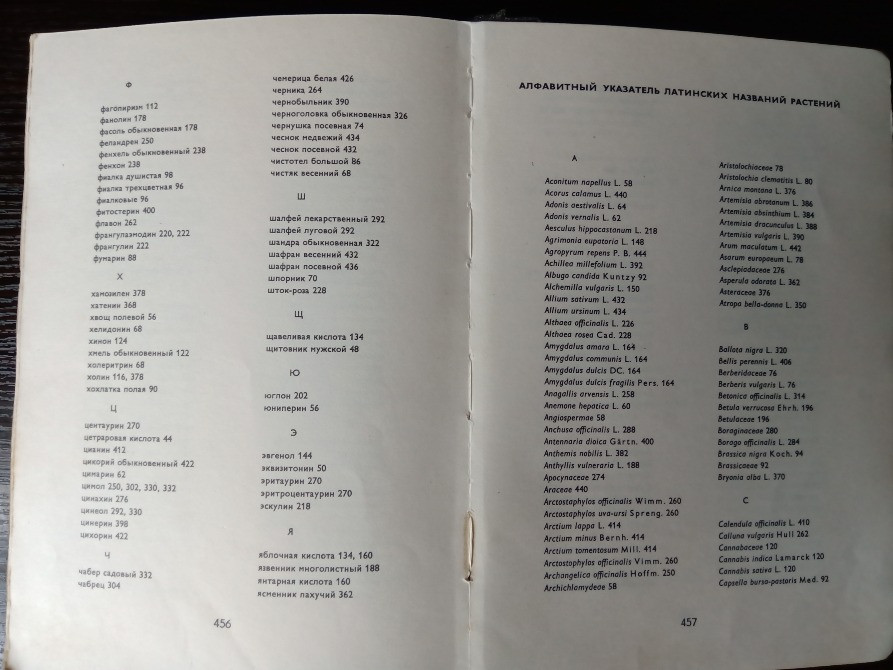 Ф
фагопиризм 112
фанолин 178
фасоль обыкновенная 178
феландрен 250
фенхель обыкновенный 238
фенхон 238
фиалка душистая 98
фиалка трехцветная 96
фиалковые 96
фитостерин 400
флавон 262
франгулаэмодин 220, 222
франгулин 222
фумарин 88
Х
хамозилен 378
хатенин 368
хвощ полевой 56
хелидонин 68
хинон 124
хмель обыкновенный 122
холеритрин 68
холин 116, 378
хохлатка полая 90
Ц
центаурин 270
цетраровая кислота 44
цианин 412
цикорий обыкновенный 422
цимарин 62
цимол 250, 302, 330, 332
цинахин 276
цинеол 292, 330
цинерин 398
цихорин 422
Ч
чабер садовый 332
чабрец 304
чемерица белая 426
черника 264
чернобыльник 390
черноголовка обыкновенная 326
чернушка посевная 74
чеснок медвежий 434
чеснок посевной 432
чистотел большой 86
чистяк весенний 68
Ш
шалфей лекарственный 292
шалфей луговой 292
шандра обыкновенная 322
шафран весенний 432
шафран посевной 436
шпорник 70
шток-роза 228
Щ
щавеливая кислота 134
щитовник мужской 48
Ю
юглон 202
юниперин 56
Э
эвгенол 144
эквизитонин 50
эритаурин 270
эритроцентаурин 270
эскулин 218
Я
яблочная кислота 134, 160
язвенник многолистный 188
янтарная кислота 160
ясменник пахучий 362
456
АЛФАВИТНЫЙ УКАЗАТЕЛЬ ЛАТИНСКИХ НАЗВАНИЙ РАСТЕНИЙ
A
Aconitum napellus L. 58
Acorus calamus L. 440
Adonis aestivalis L. 64
Adonis vernalis L. 62
Aesculus hippocastanum L. 218
Agrimonia eupatoria L. 148
Agropyrum repens P. B. 444
Achillea millefolium L. 392
Albugo candida Kuntzy 92
Alchemilla vulgaris L. 150
Allium sativum L. 432
Allium ursinum L. 434
Althaea officinalis L. 226
Althaea rosea Cad. 228
Amygdalus amara L. 164
Amygdalus communis L. 164
Amygdalus dulcis DC. 164
Amygdalus dulcis fragilis Pers. 164
Anagallis arvensis L. 258
Anemone hepatica L. 60
Angiospermae 58
Anchusa officinalis L. 288
Antennaria dioica Gärtn. 400
Anthemis nobilis L. 382
Anthyllis vulneraria L. 188
Apocynaceae 274
Araceae 440
Arctostaphylos officinalis Wimm. 260
Arctostaphylos uva-ursi Spreng. 260
Arctium lappa L. 414
Arctium minus Bernh. 414
Arctium tomentosum Mill. 414
Arctostaphylos officinalis Vimm. 260
Archangelica officinalis Hoffm. 250
Archichlamydeae 58
Aristolochiaceae 78
Aristolochia clematitis L. 80
Arnica montana L. 376
Artemisia abrotanum L. 386
Artemisia absinthium L. 384
Artemisia dracunculus L. 388
Artemisia vulgaris L. 390
Arum maculatum L. 442
Asarum europaeum L. 78
Asclepiadaceae 276
Asperula odorata L. 362
Asteraceae 376
Atropa bella-donna L. 350
B
Ballota nigra L. 320
Bellis perennis L. 406
Berberidaceae 76
Berberis vulgaris L. 76
Betonica officinalis L. 314
Betula verrucosa Ehrh. 196
Betulaceae 196
Boraginaceae 280
Borago officinalis L. 284
Brassica nigra Koch. 94
Brassicaceae 92
Bryonia alba L. 370
C
Calendula officinalis L. 410
Calluna vulgaris Hull 262
Cannabaceae 120
Cannabis indica Lamarck 120
Cannabis sativa L. 120
Capsella bursa-pastoris Med. 92
457